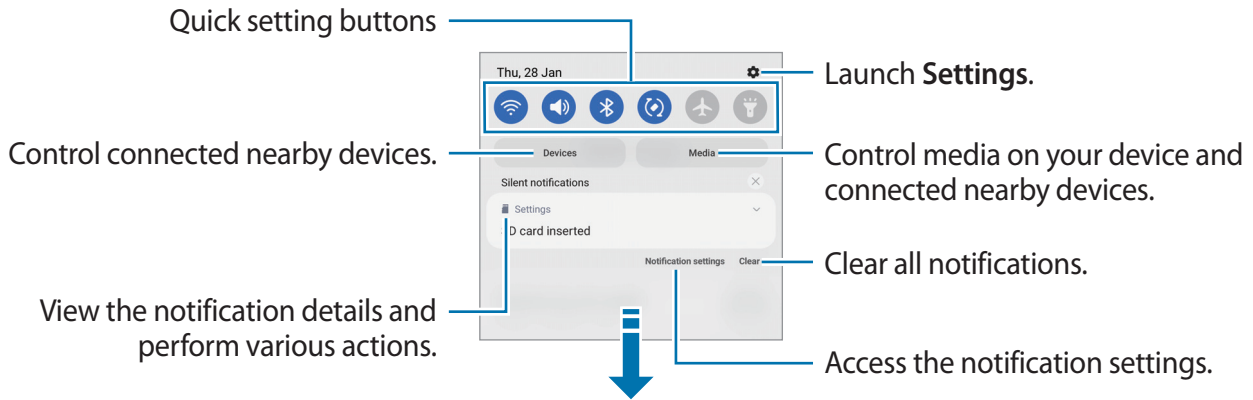 Quick setting buttons
Thu, 28 Jan
Launch Settings.
Control connected nearby devices.
Devices
Media
Control media on your device and
connected nearby devices.
Silent notifications
Settings
D card inserted
Notification settings
Clear
Clear all notifications.
View the notification details and
perform various actions.
Access the notification settings.